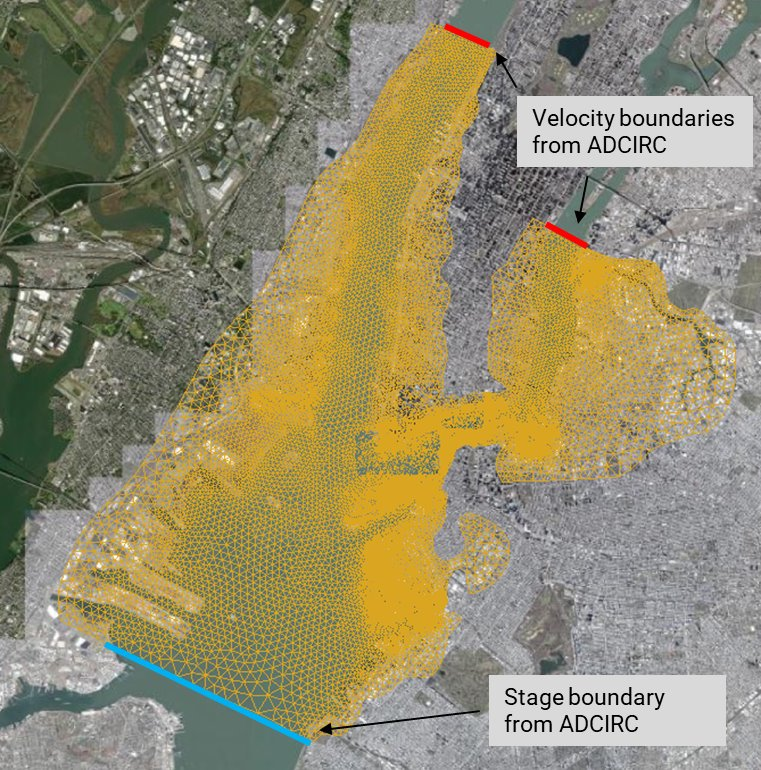 Velocity boundaries
from ADCIRC
Stage boundary
from ADCIRC